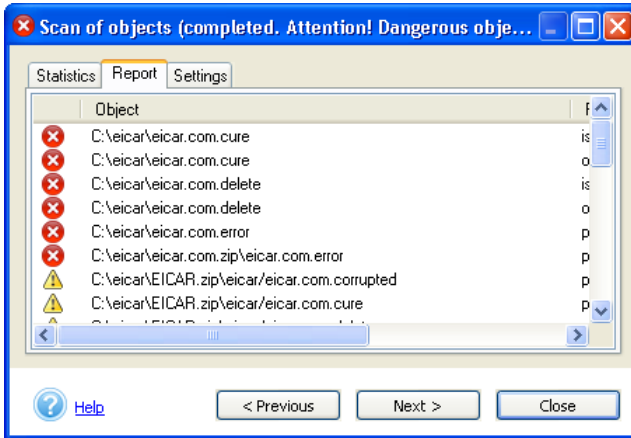 Scan of objects (completed. Attention! Dangerous obje...
Statistics Report Settings
Object
C:\eicar\eicar.com.cure is
C:\eicar\eicar.com.cure o
C:\eicar\eicar.com.delete is
C:\eicar\eicar.com.delete o
C:\eicar\eicar.com.error p
C:\eicar\eicar.com.zip\eicar.com.error p
C:\eicar\EICAR.zip\eicar/eicar.com.corrupted p
C:\eicar\EICAR.zip\eicar/eicar.com.cure p
Help < Previous Next > Close